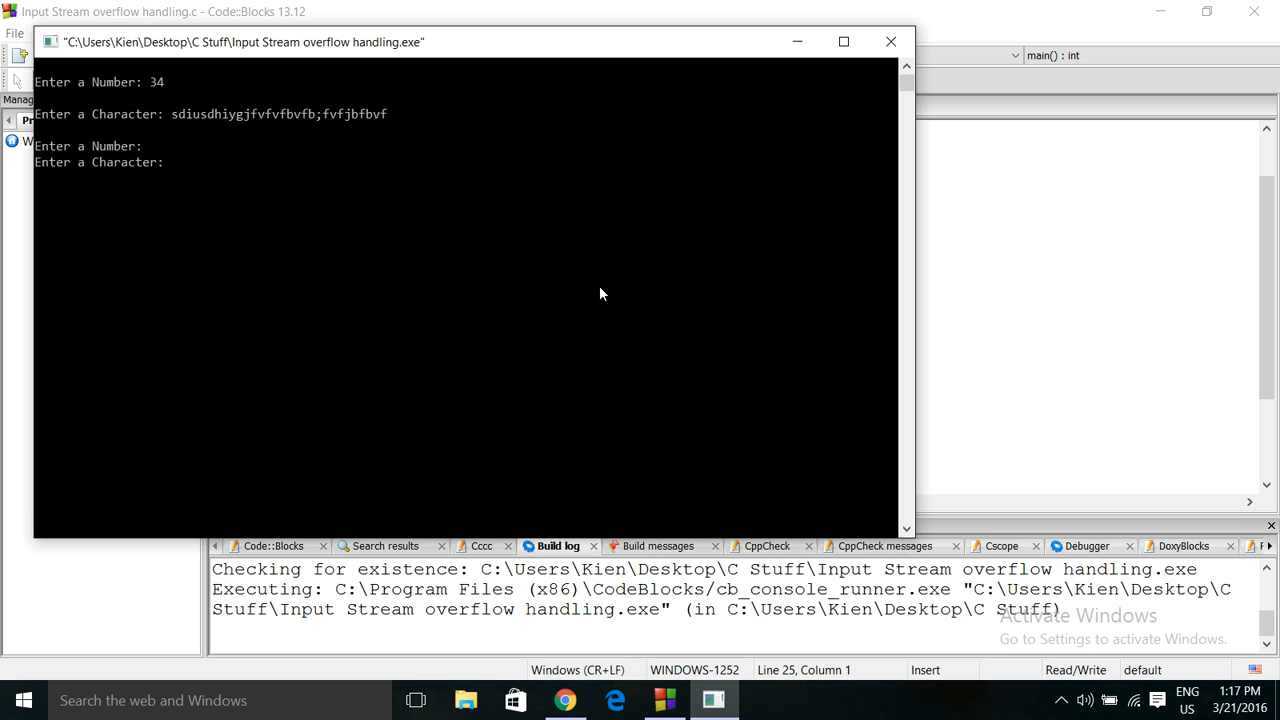 Input Stream overflow handling.c - Code::Blocks 13.12
File
"C:\Users\Kien\Desktop\C Stuff\Input Stream overflow handling.exe"
main() : int
Enter a Number: 34
Manag
Enter a Character: sdiusdhiygjfvfvfbvfb;fvfjbfbvf
Pr
Enter a Number:
W
Enter a Character:
Code::Blocks
Search results
Cccc
Build log
Build messages
CppCheck
CppCheck messages
Cscope
Debugger
DoxyBlocks
F
Checking for existence: C:\Users\Kien\Desktop\C Stuff\Input Stream overflow handling.exe
Executing: C:\Program Files (x86)\CodeBlocks/cb_console_runner.exe "C:\Users\Kien\Desktop\C
Stuff\Input Stream overflow handling.exe" (in C:\Users\Kien\Desktop\C Stuff)
Activate Windows
Go to Settings to activate Windows.
Windows (CR+LF)
WINDOWS-1252
Line 25, Column 1
Insert
Read/Write
default
Search the web and Windows
ENG
US
1:17 PM
3/21/2016